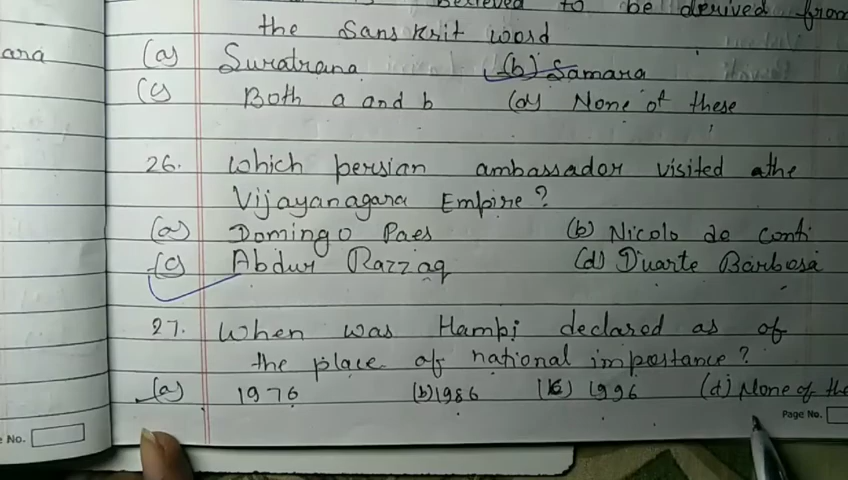 Believed to be derived from
the Sanskrit word
ara
(a) Suratrana (b) Samara
(c) Both a and b (d) None of these
26. Which persian ambassador visited athe
Vijayanagara Empire?
(a) Domingo Paes (b) Nicolo de conti
(c) Abdur Razzaq (d) Duarte Barbosa
27. When was Hampi declared as of
the place of national importance?
(a) 1976 (b) 1986 (c) 1996 (d) None of the
Page No.
e No.